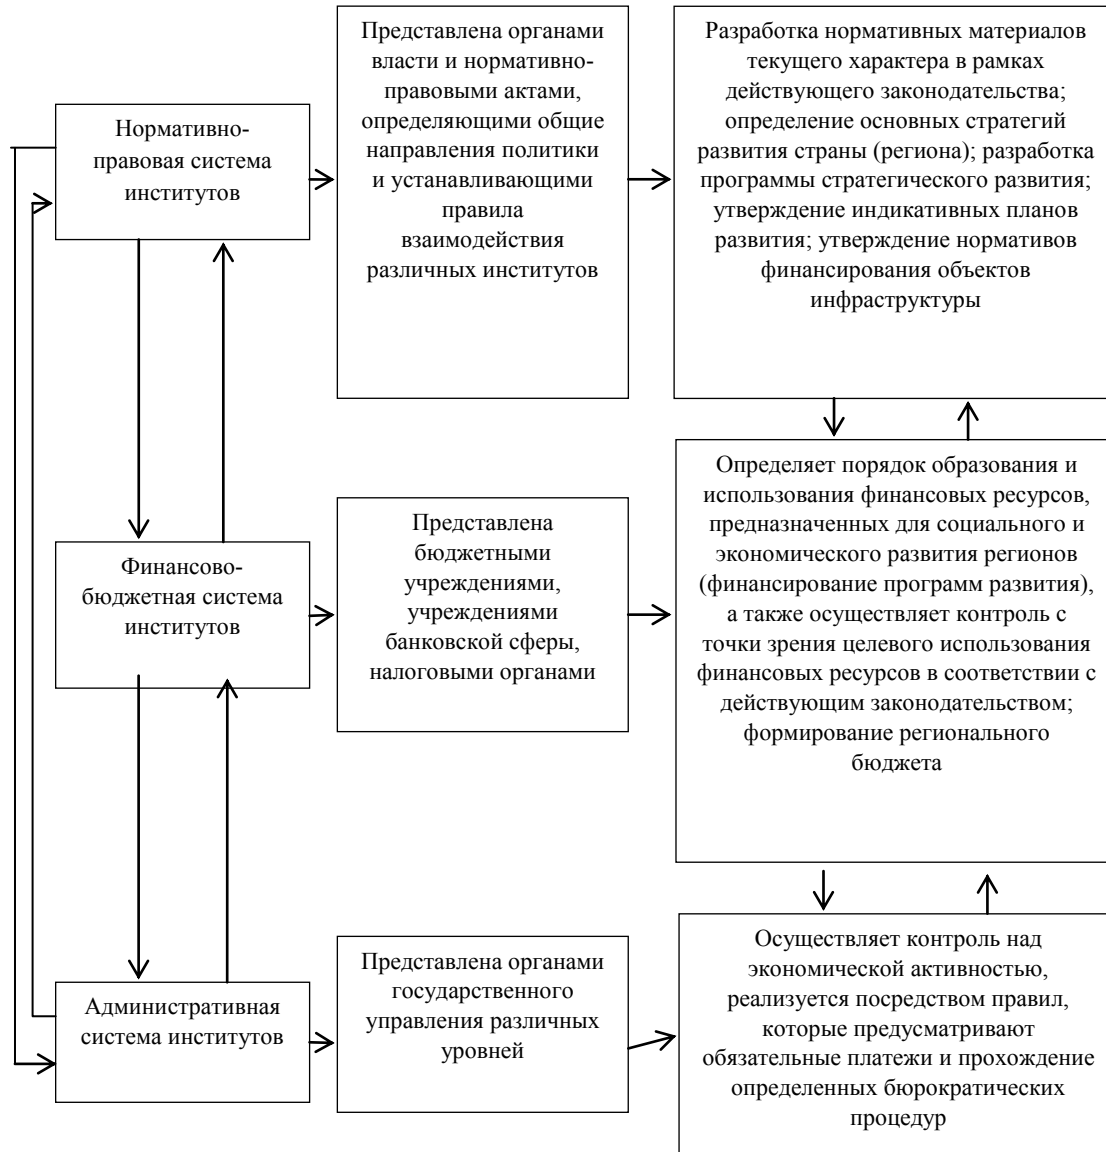 Нормативно-
правовая система
институтов
Представлена органами
власти и нормативно-
правовыми актами,
определяющими общие
направления политики
и устанавливающими
правила
взаимодействия
различных институтов
Разработка нормативных материалов
текущего характера в рамках
действующего законодательства;
определение основных стратегий
развития страны (региона); разработка
программы стратегического развития;
утверждение индикативных планов
развития; утверждение нормативов
финансирования объектов
инфраструктуры
Финансово-
бюджетная система
институтов
Представлена
бюджетными
учреждениями,
учреждениями
банковской сферы,
налоговыми органами
Определяет порядок образования и
использования финансовых ресурсов,
предназначенных для социального и
экономического развития регионов
(финансирование программ развития),
а также осуществляет контроль с
точки зрения целевого использования
финансовых ресурсов в соответствии с
действующим законодательством;
формирование регионального
бюджета
Административная
система институтов
Представлена органами
государственного
управления различных
уровней
Осуществляет контроль над
экономической активностью,
реализуется посредством правил,
которые предусматривают
обязательные платежи и прохождение
определенных бюрократических
процедур